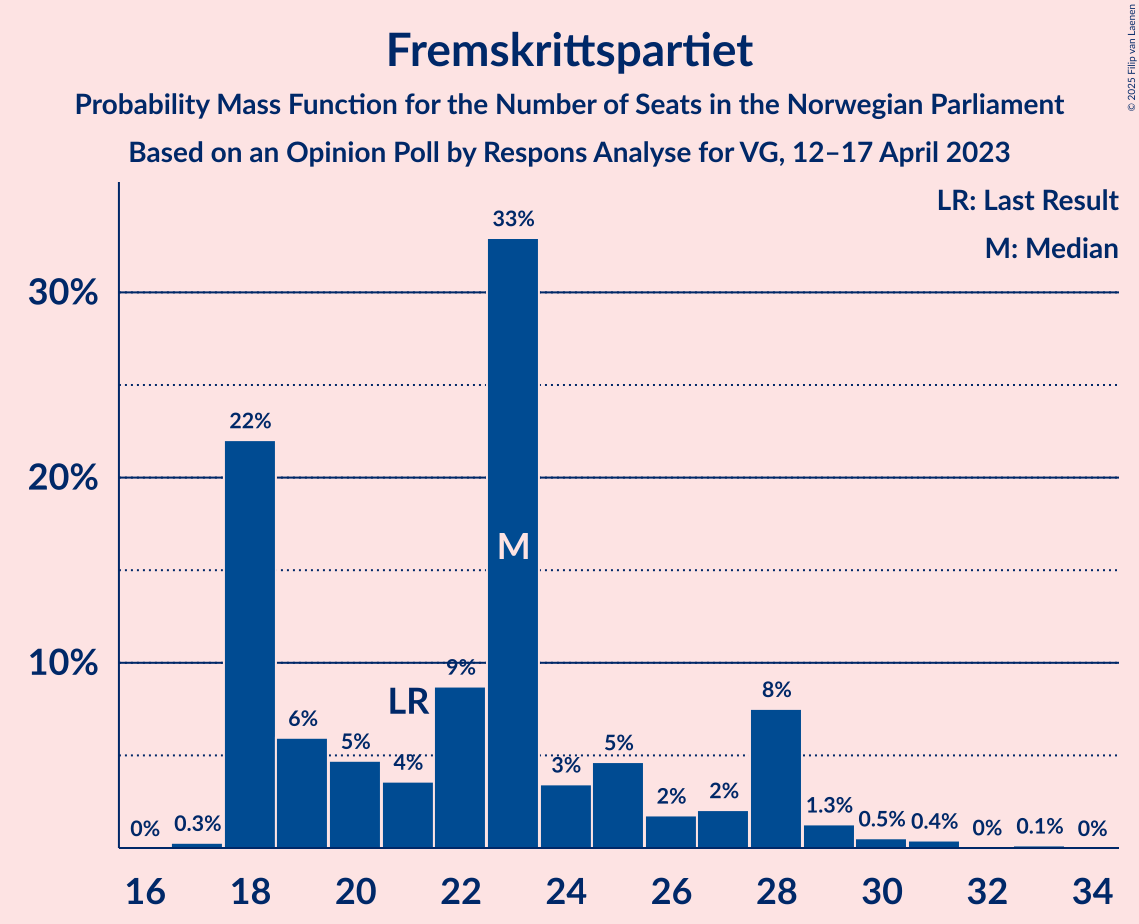 Fremskrittspartiet
Probability Mass Function for the Number of Seats in the Norwegian Parliament
Based on an Opinion Poll by Respons Analyse for VG, 12–17 April 2023
© 2025 Filip van Laenen
LR: Last Result
M: Median
30%
20%
10%
0%
0.3%
22%
6%
5%
4%
LR
9%
33%
M
3%
5%
2%
2%
8%
1.3%
0.5%
0.4%
0%
0.1%
0%
16 18 20 22 24 26 28 30 32 34